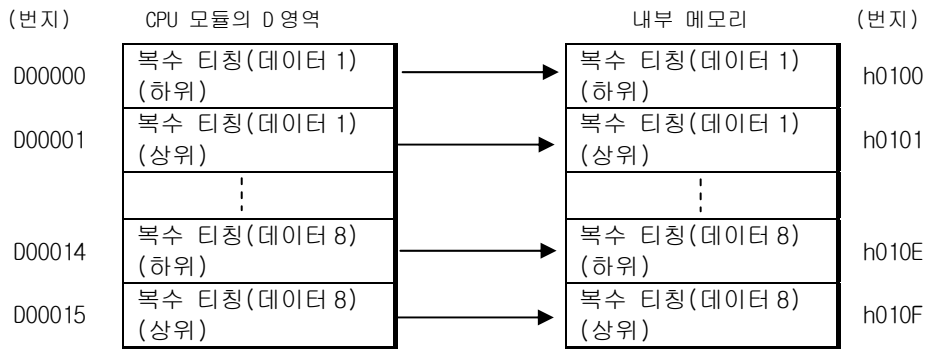 (번지) CPU 모듈의 D 영역 내부 메모리 (번지)
D00000 복수 티칭(데이터 1) 복수 티칭(데이터 1) h0100
(하위) (하위)
D00001 복수 티칭(데이터 1) 복수 티칭(데이터 1) h0101
(상위) (상위)
D00014 복수 티칭(데이터 8) 복수 티칭(데이터 8) h010E
(하위) (하위)
D00015 복수 티칭(데이터 8) 복수 티칭(데이터 8) h010F
(상위) (상위)